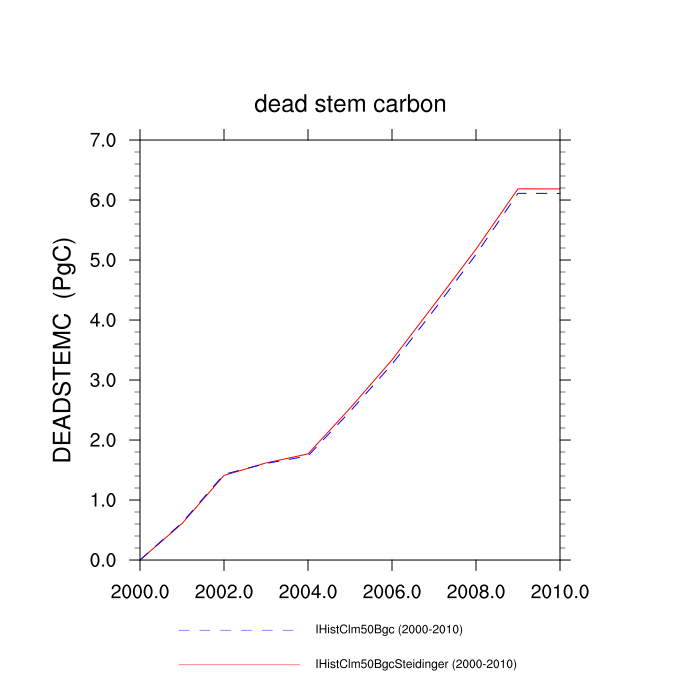 dead stem carbon
DEADSTEMC (PgC)
7.0
6.0
5.0
4.0
3.0
2.0
1.0
0.0
2000.0 2002.0 2004.0 2006.0 2008.0 2010.0
IHistClm50Bgc (2000-2010)
IHistClm50BgcSteidinger (2000-2010)